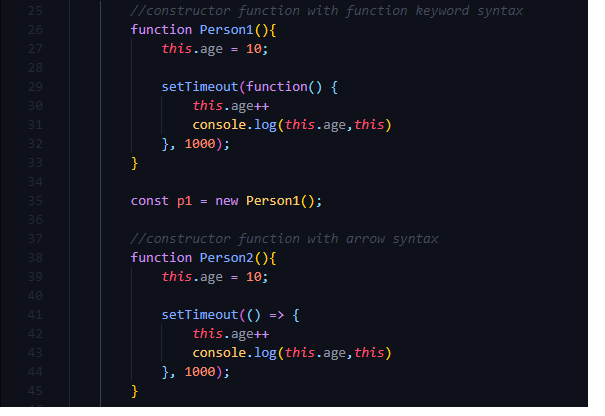 25 //constructor function with function keyword syntax
26 function Person1(){
27 this.age = 10;
28
29 setTimeout(function() {
30 this.age++
31 console.log(this.age,this)
32 }, 1000);
33 }
34
35 const p1 = new Person1();
36
37 //constructor function with arrow syntax
38 function Person2(){
39 this.age = 10;
40
41 setTimeout(() => {
42 this.age++
43 console.log(this.age,this)
44 }, 1000);
45 }